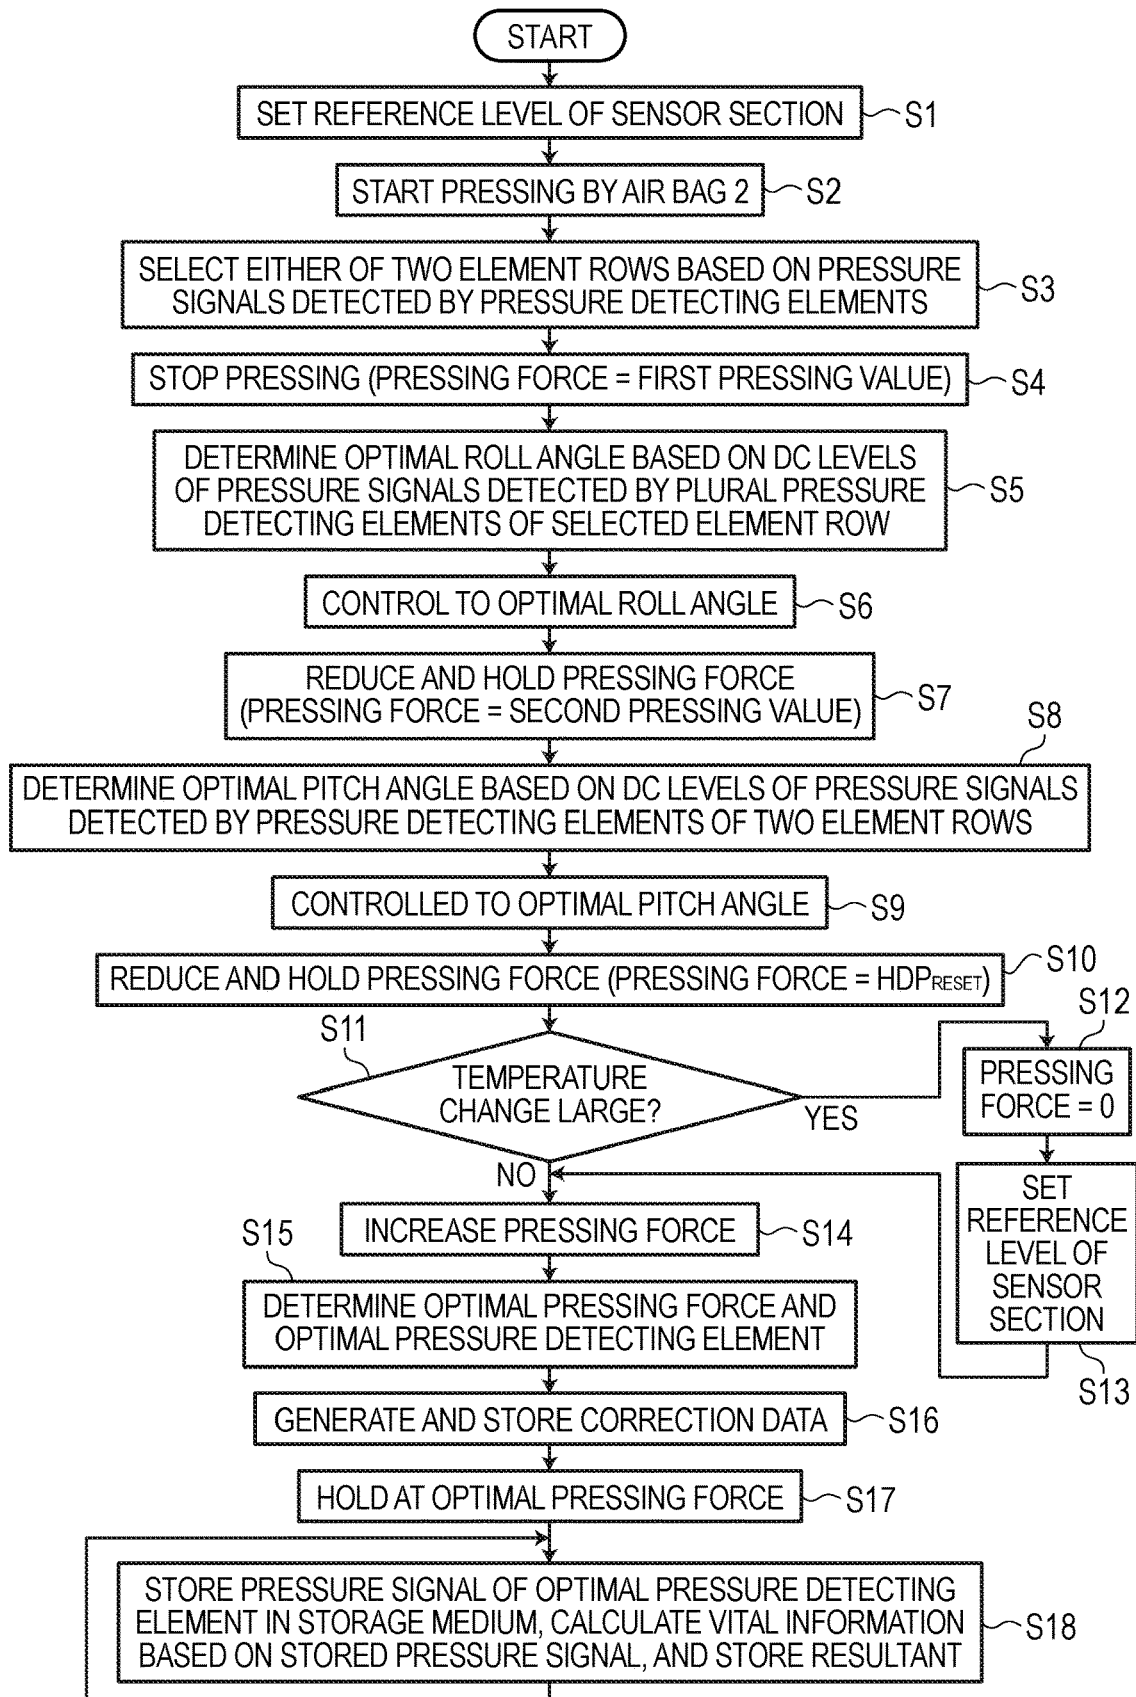 START
SET REFERENCE LEVEL OF SENSOR SECTION
S1
START PRESSING BY AIR BAG 2
S2
SELECT EITHER OF TWO ELEMENT ROWS BASED ON PRESSURE
SIGNALS DETECTED BY PRESSURE DETECTING ELEMENTS
S3
STOP PRESSING (PRESSING FORCE = FIRST PRESSING VALUE)
S4
DETERMINE OPTIMAL ROLL ANGLE BASED ON DC LEVELS
OF PRESSURE SIGNALS DETECTED BY PLURAL PRESSURE
DETECTING ELEMENTS OF SELECTED ELEMENT ROW
S5
CONTROL TO OPTIMAL ROLL ANGLE
S6
REDUCE AND HOLD PRESSING FORCE
(PRESSING FORCE = SECOND PRESSING VALUE)
S7
S8
DETERMINE OPTIMAL PITCH ANGLE BASED ON DC LEVELS OF PRESSURE SIGNALS
DETECTED BY PRESSURE DETECTING ELEMENTS OF TWO ELEMENT ROWS
CONTROLLED TO OPTIMAL PITCH ANGLE
S9
REDUCE AND HOLD PRESSING FORCE (PRESSING FORCE = HDPRESET)
S10
S11
TEMPERATURE
CHANGE LARGE?
YES
NO
S12
PRESSING
FORCE = 0
SET
REFERENCE
LEVEL OF
SENSOR
SECTION
S13
INCREASE PRESSING FORCE
S14
S15
DETERMINE OPTIMAL PRESSING FORCE AND
OPTIMAL PRESSURE DETECTING ELEMENT
GENERATE AND STORE CORRECTION DATA
S16
HOLD AT OPTIMAL PRESSING FORCE
S17
STORE PRESSURE SIGNAL OF OPTIMAL PRESSURE DETECTING
ELEMENT IN STORAGE MEDIUM, CALCULATE VITAL INFORMATION
BASED ON STORED PRESSURE SIGNAL, AND STORE RESULTANT
S18